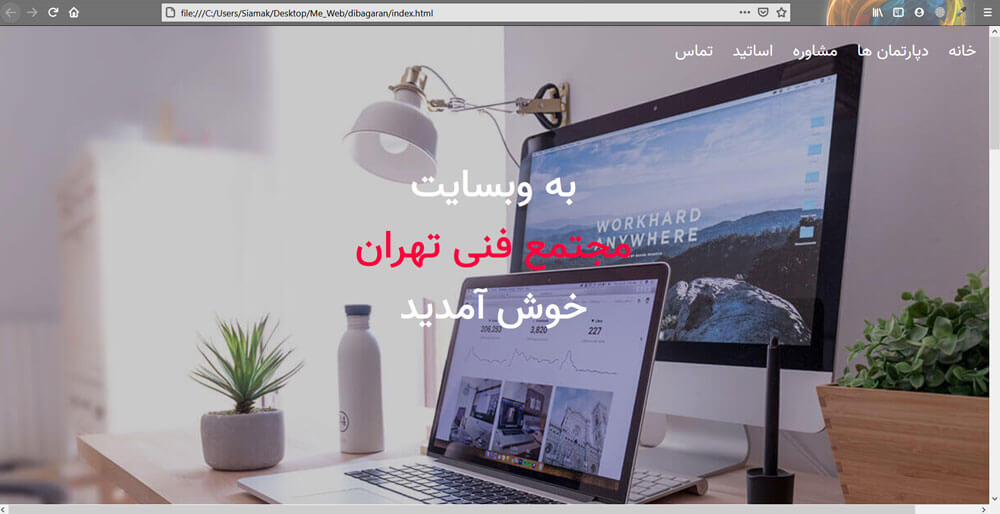 file:///C:/Users/Siamak/Desktop/Me_Web/dibagaran/index.html
خانه دپارتمان ها مشاوره اساتید تماس
به وبسایت
مجتمع فنی تهران
خوش آمدید
WORKHARD
ANYWHERE
206,253 3,820 227